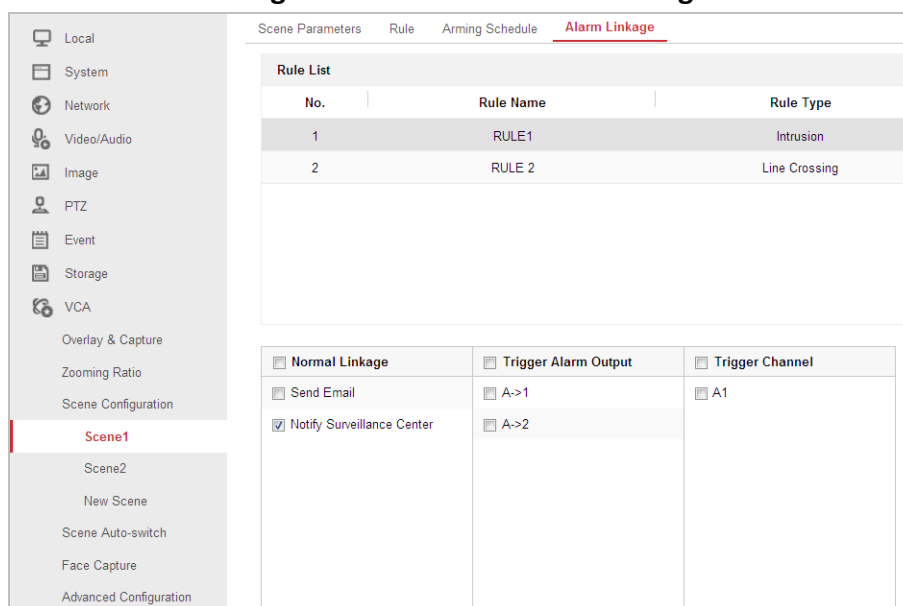 Local
System
Network
Video/Audio
Image
PTZ
Event
Storage
VCA
Overlay & Capture
Zooming Ratio
Scene Configuration
Scene1
Scene2
New Scene
Scene Auto-switch
Face Capture
Advanced Configuration
Scene Parameters Rule Arming Schedule Alarm Linkage
Rule List
No. Rule Name Rule Type
1 RULE1 Intrusion
2 RULE 2 Line Crossing
Normal Linkage Trigger Alarm Output Trigger Channel
Send Email A->1 A1
Notify Surveillance Center A->2